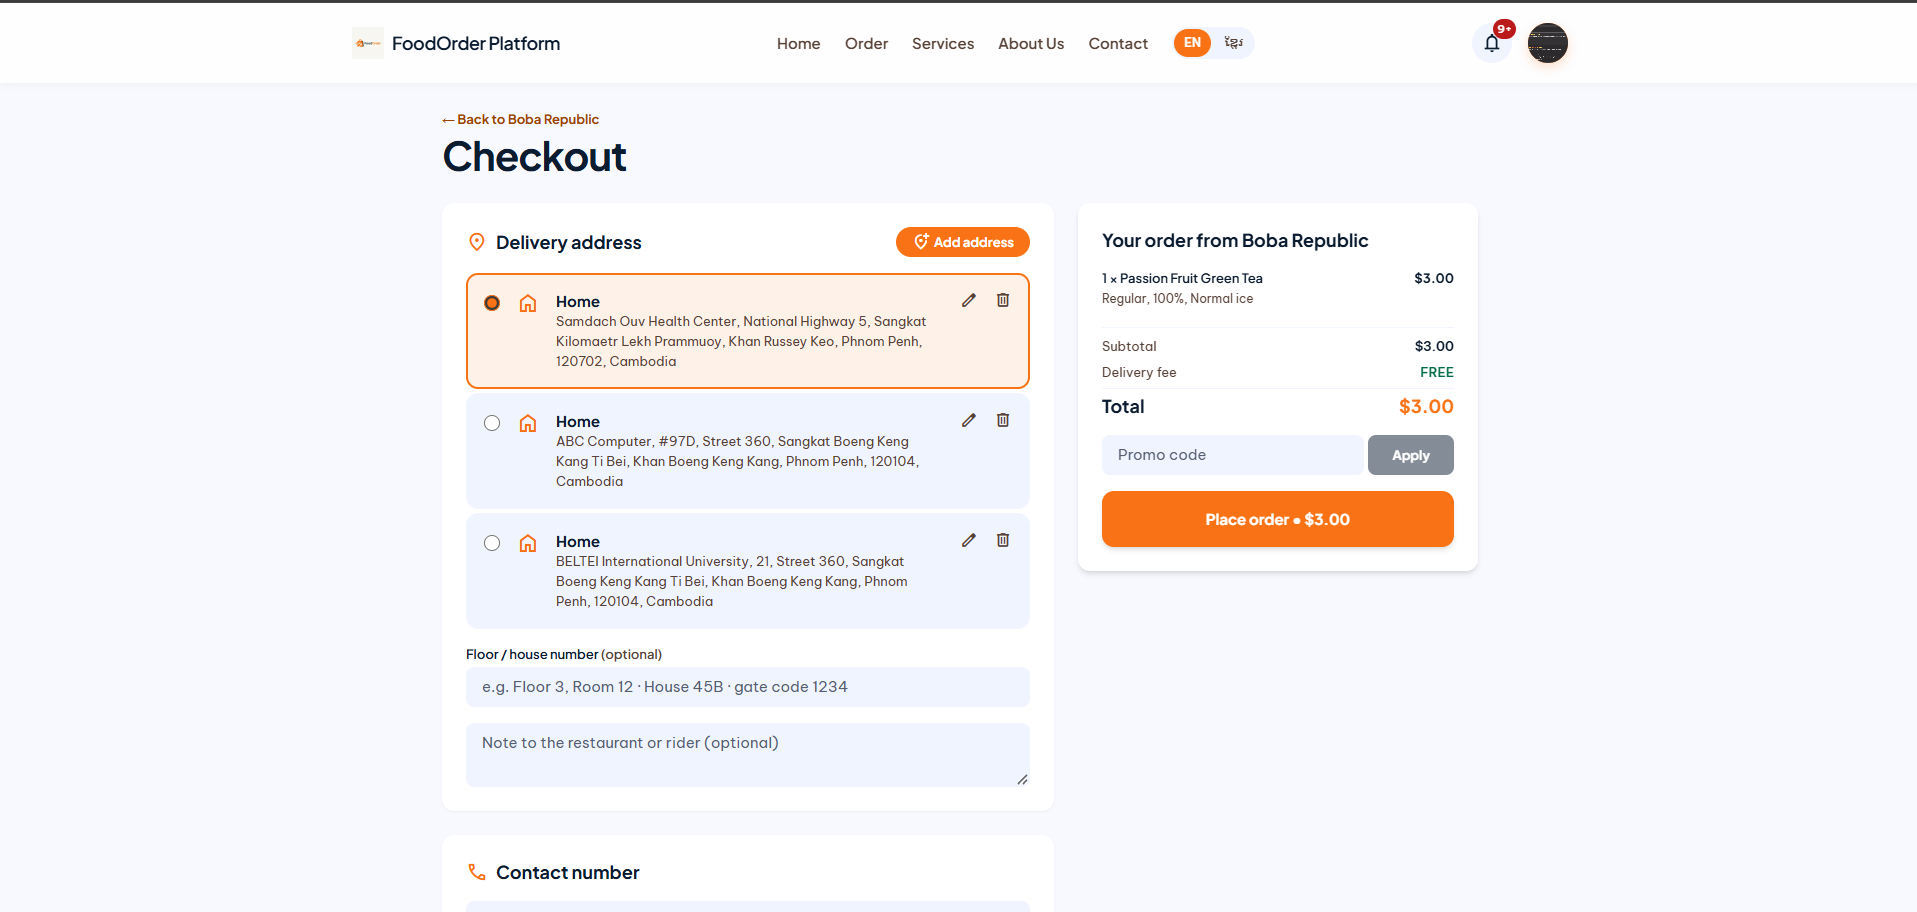 FoodOrder Platform
Home
Order
Services
About Us
Contact
EN
ខ្មែរ
9+
← Back to Boba Republic
Checkout
Delivery address
Add address
Home
Samdach Ouv Health Center, National Highway 5, Sangkat
Kilomaetr Lekh Prammuoy, Khan Russey Keo, Phnom Penh,
120702, Cambodia
Home
ABC Computer, #97D, Street 360, Sangkat Boeng Keng
Kang Ti Bei, Khan Boeng Keng Kang, Phnom Penh, 120104,
Cambodia
Home
BELTEI International University, 21, Street 360, Sangkat
Boeng Keng Kang Ti Bei, Khan Boeng Keng Kang, Phnom
Penh, 120104, Cambodia
Floor / house number (optional)
e.g. Floor 3, Room 12 · House 45B · gate code 1234
Note to the restaurant or rider (optional)
Contact number
Your order from Boba Republic
1 × Passion Fruit Green Tea $3.00
Regular, 100%, Normal ice
Subtotal $3.00
Delivery fee FREE
Total $3.00
Promo code
Apply
Place order • $3.00